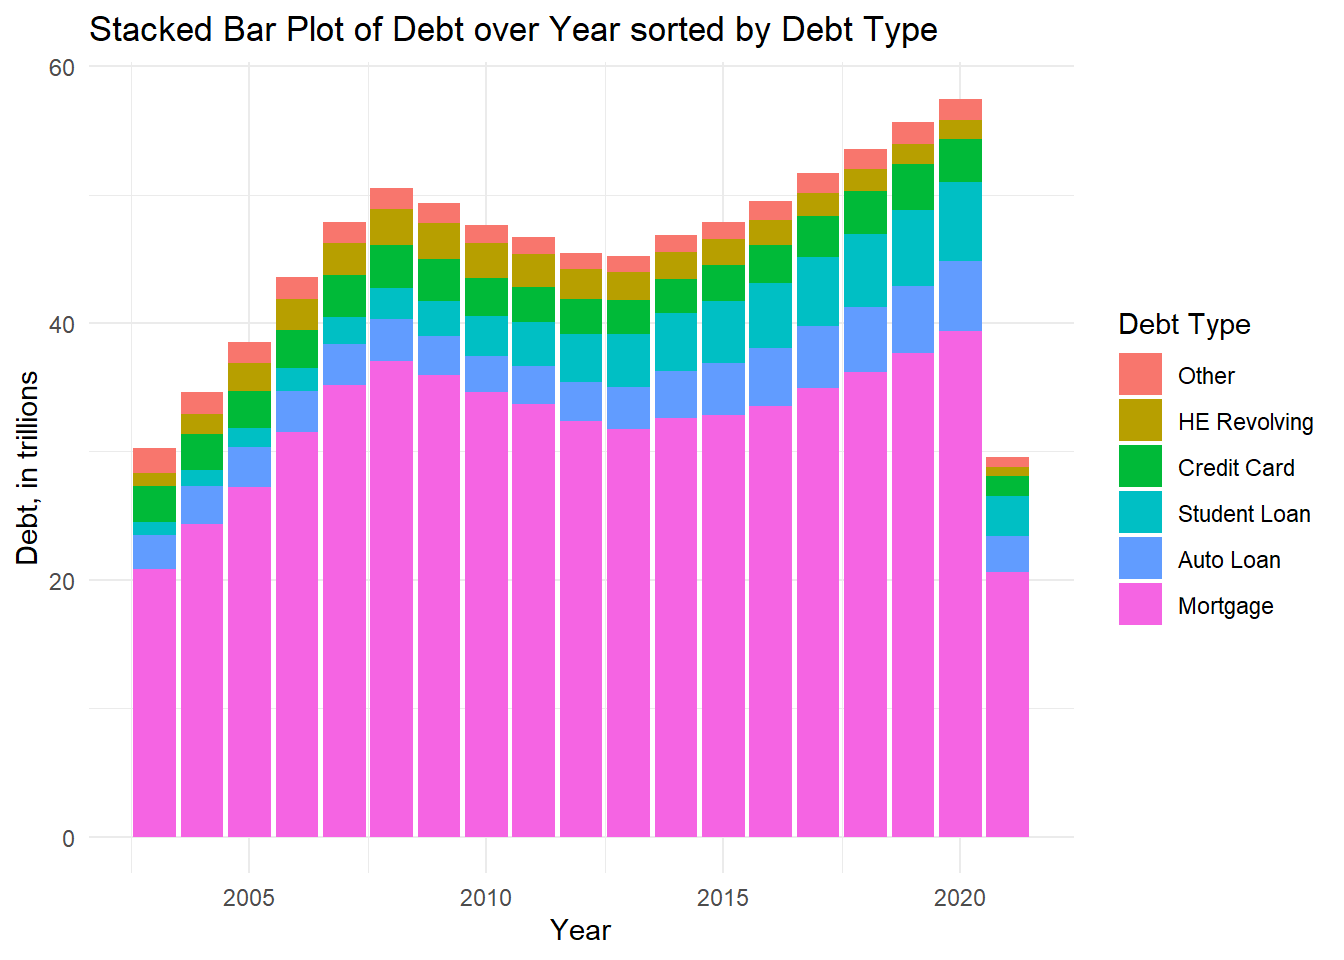 Stacked Bar Plot of Debt over Year sorted by Debt Type
60
40
20
0
Debt, in trillions
2005
2010
2015
2020
Year
Debt Type
Other
HE Revolving
Credit Card
Student Loan
Auto Loan
Mortgage